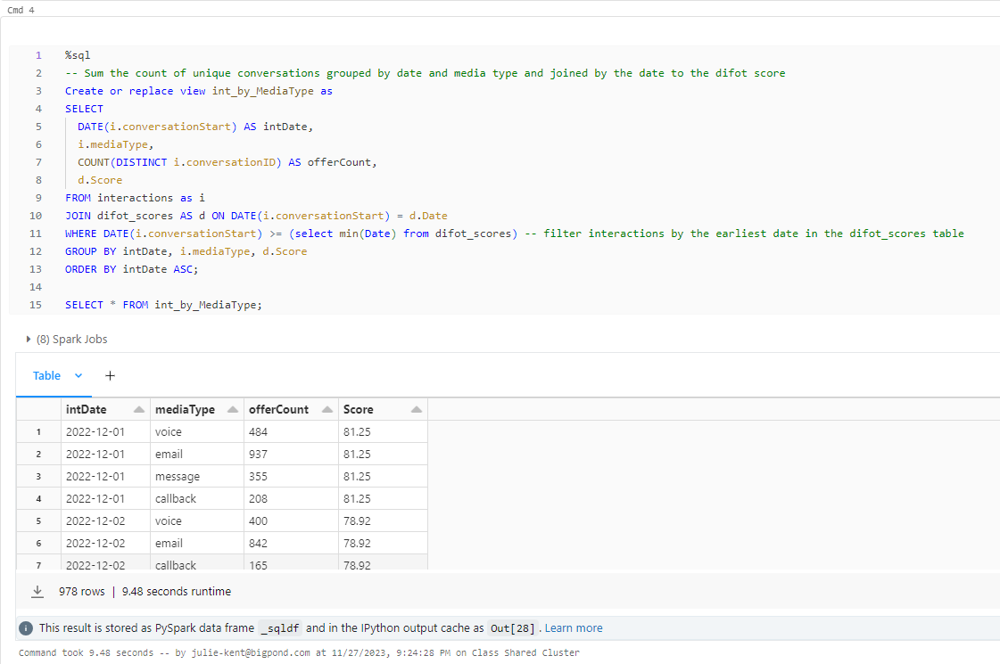 Cmd 4
1 %sql
2 -- Sum the count of unique conversations grouped by date and media type and joined by the date to the difot score
3 Create or replace view int_by_MediaType as
4 SELECT
5 DATE(i.conversationStart) AS intDate,
6 i.mediaType,
7 COUNT(DISTINCT i.conversationID) AS offerCount,
8 d.Score
9 FROM interactions as i
10 JOIN difot_scores AS d ON DATE(i.conversationStart) = d.Date
11 WHERE DATE(i.conversationStart) >= (select min(Date) from difot_scores) -- filter interactions by the earliest date in the difot_scores table
12 GROUP BY intDate, i.mediaType, d.Score
13 ORDER BY intDate ASC;
14
15 SELECT * FROM int_by_MediaType;
(8) Spark Jobs
Table +
intDate mediaType offerCount Score
1 2022-12-01 voice 484 81.25
2 2022-12-01 email 937 81.25
3 2022-12-01 message 355 81.25
4 2022-12-01 callback 208 81.25
5 2022-12-02 voice 400 78.92
6 2022-12-02 email 842 78.92
7 2022-12-02 callback 165 78.92
978 rows | 9.48 seconds runtime
This result is stored as PySpark data frame _sqldf and in the IPython output cache as Out[28]. Learn more
Command took 9.48 seconds -- by julie-kent@bigpond.com at 11/27/2023, 9:24:28 PM on Class Shared Cluster